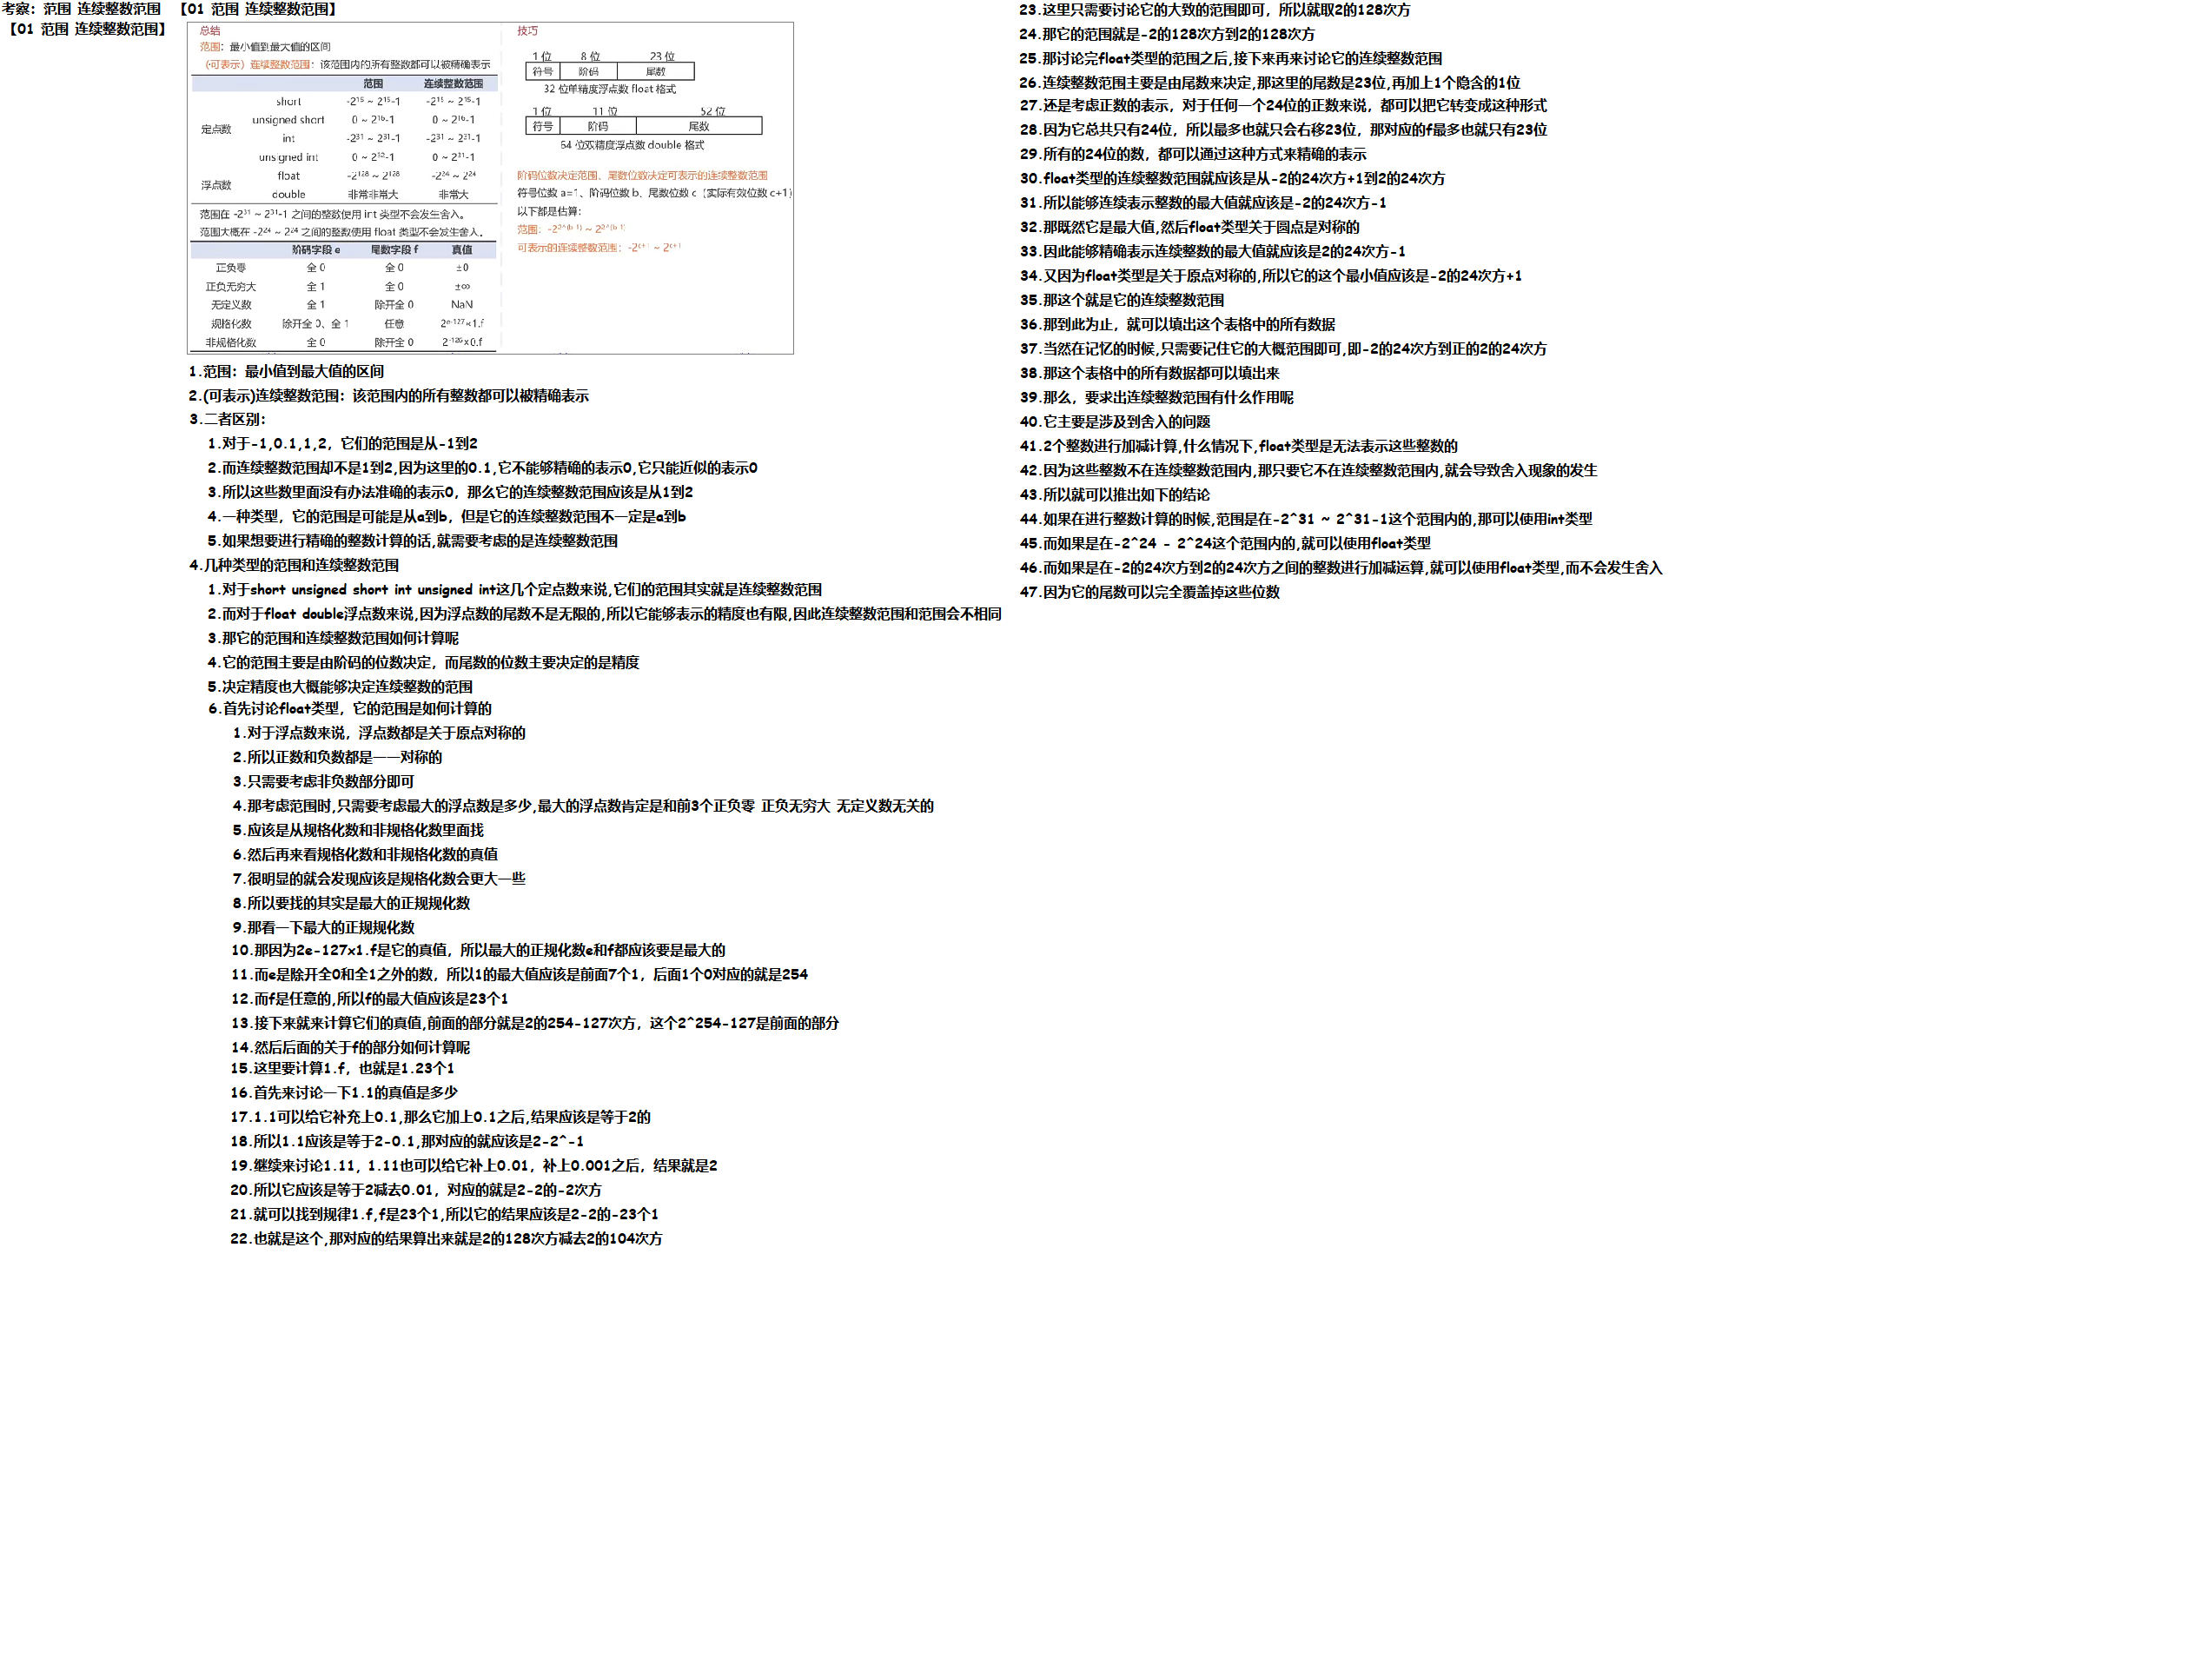 考察：范围 连续整数范围 【01 范围 连续整数范围】
【01 范围 连续整数范围】
总结
范围：最小值到最大值的区间
（可表示）连续整数范围：该范围内的所有整数都可以被精确表示
范围 连续整数范围
定点数
short -2¹⁵ ~ 2¹⁵-1 -2¹⁵ ~ 2¹⁵-1
unsigned short 0 ~ 2¹⁶-1 0 ~ 2¹⁶-1
int -2³¹ ~ 2³¹-1 -2³¹ ~ 2³¹-1
unsigned int 0 ~ 2³²-1 0 ~ 2³¹-1
浮点数
float -2¹²⁸ ~ 2¹²⁸ -2²⁴ ~ 2²⁴
double 非常非常大 非常大
范围在 -2³¹ ~ 2³¹-1 之间的整数使用 int 类型不会发生舍入。
范围大概在 -2²⁴ ~ 2²⁴ 之间的整数使用 float 类型不会发生舍入。
阶码字段 e 尾数字段 f 真值
正负零 全 0 全 0 ±0
正负无穷大 全 1 全 0 ±∞
无定义数 全 1 除开全 0 NaN
规格化数 除开全 0、全 1 任意 2ᵉ⁻¹²⁷×1.f
非规格化数 全 0 除开全 0 2⁻¹²⁶×0.f
技巧
1 位 8 位 23 位
符号 阶码 尾数
32 位单精度浮点数 float 格式
1 位 11 位 52 位
符号 阶码 尾数
64 位双精度浮点数 double 格式
阶码位数决定范围、尾数位数决定可表示的连续整数范围
符号位数 a=1、阶码位数 b、尾数位数 c（实际有效位数 c+1）
以下都是估算：
范围：-2^2^(b-1) ~ 2^2^(b-1)
可表示的连续整数范围：-2ᶜ⁺¹ ~ 2ᶜ⁺¹
1.范围：最小值到最大值的区间
2.(可表示)连续整数范围：该范围内的所有整数都可以被精确表示
3.二者区别：
1.对于-1,0.1,1,2，它们的范围是从-1到2
2.而连续整数范围却不是1到2,因为这里的0.1,它不能够精确的表示0,它只能近似的表示0
3.所以这些数里面没有办法准确的表示0，那么它的连续整数范围应该是从1到2
4.一种类型，它的范围是可能是从a到b，但是它的连续整数范围不一定是a到b
5.如果想要进行精确的整数计算的话,就需要考虑的是连续整数范围
4.几种类型的范围和连续整数范围
1.对于short unsigned short int unsigned int这几个定点数来说,它们的范围其实就是连续整数范围
2.而对于float double浮点数来说,因为浮点数的尾数不是无限的,所以它能够表示的精度也有限,因此连续整数范围和范围会不相同
3.那它的范围和连续整数范围如何计算呢
4.它的范围主要是由阶码的位数决定，而尾数的位数主要决定的是精度
5.决定精度也大概能够决定连续整数的范围
6.首先讨论float类型，它的范围是如何计算的
1.对于浮点数来说，浮点数都是关于原点对称的
2.所以正数和负数都是一一对称的
3.只需要考虑非负数部分即可
4.那考虑范围时,只需要考虑最大的浮点数是多少,最大的浮点数肯定是和前3个正负零 正负无穷大 无定义数无关的
5.应该是从规格化数和非规格化数里面找
6.然后再来看规格化数和非规格化数的真值
7.很明显的就会发现应该是规格化数会更大一些
8.所以要找的其实是最大的正规规化数
9.那看一下最大的正规规化数
10.那因为2e-127x1.f是它的真值，所以最大的正规化数e和f都应该要是最大的
11.而e是除开全0和全1之外的数，所以1的最大值应该是前面7个1，后面1个0对应的就是254
12.而f是任意的,所以f的最大值应该是23个1
13.接下来就来计算它们的真值,前面的部分就是2的254-127次方，这个2^254-127是前面的部分
14.然后后面的关于f的部分如何计算呢
15.这里要计算1.f，也就是1.23个1
16.首先来讨论一下1.1的真值是多少
17.1.1可以给它补充上0.1,那么它加上0.1之后,结果应该是等于2的
18.所以1.1应该是等于2-0.1,那对应的就应该是2-2^-1
19.继续来讨论1.11，1.11也可以给它补上0.01，补上0.001之后，结果就是2
20.所以它应该是等于2减去0.01，对应的就是2-2的-2次方
21.就可以找到规律1.f,f是23个1,所以它的结果应该是2-2的-23个1
22.也就是这个,那对应的结果算出来就是2的128次方减去2的104次方
23.这里只需要讨论它的大致的范围即可，所以就取2的128次方
24.那它的范围就是-2的128次方到2的128次方
25.那讨论完float类型的范围之后,接下来再来讨论它的连续整数范围
26.连续整数范围主要是由尾数来决定,那这里的尾数是23位,再加上1个隐含的1位
27.还是考虑正数的表示，对于任何一个24位的正数来说，都可以把它转变成这种形式
28.因为它总共只有24位，所以最多也就只会右移23位，那对应的f最多也就只有23位
29.所有的24位的数，都可以通过这种方式来精确的表示
30.float类型的连续整数范围就应该是从-2的24次方+1到2的24次方
31.所以能够连续表示整数的最大值就应该是-2的24次方-1
32.那既然它是最大值,然后float类型关于圆点是对称的
33.因此能够精确表示连续整数的最大值就应该是2的24次方-1
34.又因为float类型是关于原点对称的,所以它的这个最小值应该是-2的24次方+1
35.那这个就是它的连续整数范围
36.那到此为止，就可以填出这个表格中的所有数据
37.当然在记忆的时候,只需要记住它的大概范围即可,即-2的24次方到正的2的24次方
38.那这个表格中的所有数据都可以填出来
39.那么，要求出连续整数范围有什么作用呢
40.它主要是涉及到舍入的问题
41.2个整数进行加减计算,什么情况下,float类型是无法表示这些整数的
42.因为这些整数不在连续整数范围内,那只要它不在连续整数范围内,就会导致舍入现象的发生
43.所以就可以推出如下的结论
44.如果在进行整数计算的时候,范围是在-2^31 ~ 2^31-1这个范围内的,那可以使用int类型
45.而如果是在-2^24 - 2^24这个范围内的,就可以使用float类型
46.而如果是在-2的24次方到2的24次方之间的整数进行加减运算,就可以使用float类型,而不会发生舍入
47.因为它的尾数可以完全覆盖掉这些位数